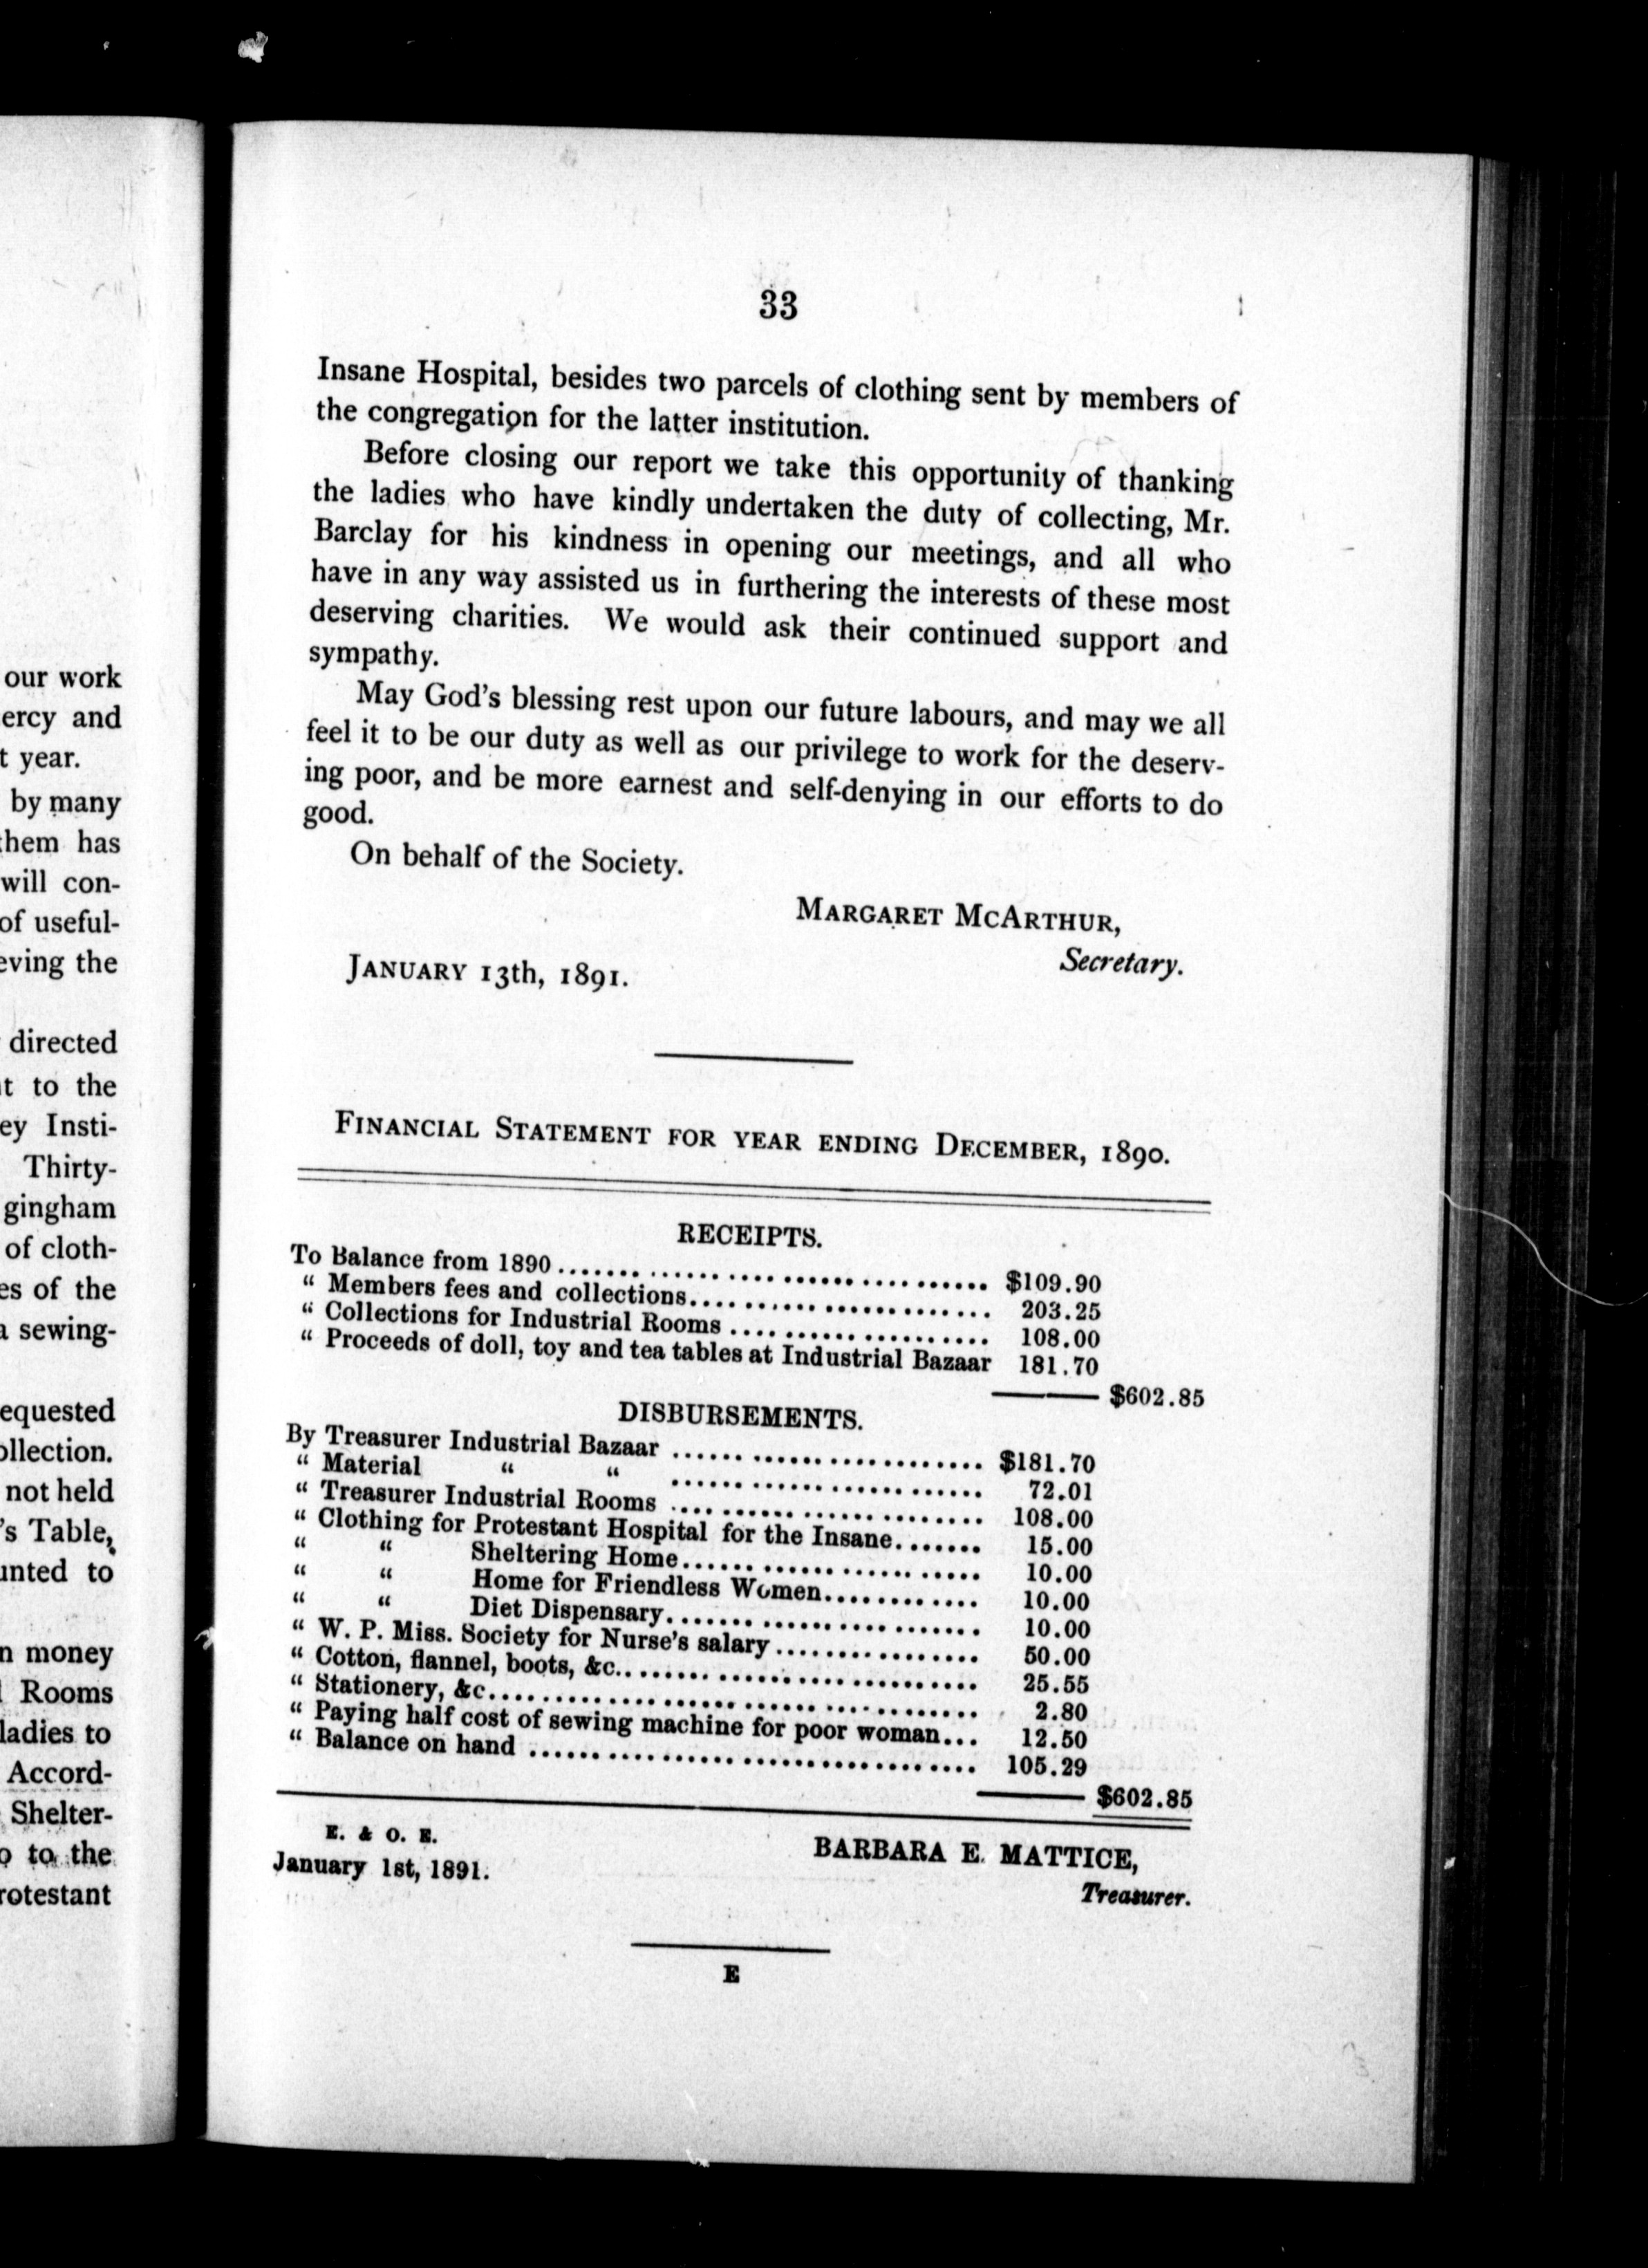 our work
ercy and
t year.
by many
them has
will con-
of useful-
eving the
directed
t to the
ey Insti-
Thirty-
gingham
of cloth-
es of the
a sewing-
equested
ollection.
not held
's Table,
unted to
n money
Rooms
ladies to
Accord-
Shelter-
o to the
rotestant
33
Insane Hospital, besides two parcels of clothing sent by members of
the congregation for the latter institution.
Before closing our report we take this opportunity of thanking
the ladies who have kindly undertaken the duty of collecting, Mr.
Barclay for his kindness in opening our meetings, and all who
have in any way assisted us in furthering the interests of these most
deserving charities. We would ask their continued support and
sympathy.
May God's blessing rest upon our future labours, and may we all
feel it to be our duty as well as our privilege to work for the deserv-
ing poor, and be more earnest and self-denying in our efforts to do
good.
On behalf of the Society.
MARGARET MCARTHUR,
Secretary.
JANUARY 13th, 1891.
FINANCIAL STATEMENT FOR YEAR ENDING DECEMBER, 1890.
RECEIPTS.
To Balance from 1890 ........ $109.90
" Members fees and collections........ 203.25
" Collections for Industrial Rooms ........ 108.00
" Proceeds of doll, toy and tea tables at Industrial Bazaar 181.70
$602.85
DISBURSEMENTS.
By Treasurer Industrial Bazaar ........ $181.70
" Material " " ........ 72.01
" Treasurer Industrial Rooms ........ 108.00
" Clothing for Protestant Hospital for the Insane........ 15.00
" " Sheltering Home........ 10.00
" " Home for Friendless Women........ 10.00
" " Diet Dispensary........ 10.00
" W. P. Miss. Society for Nurse's salary........ 50.00
" Cotton, flannel, boots, &c........ 25.55
" Stationery, &c........ 2.80
" Paying half cost of sewing machine for poor woman... 12.50
" Balance on hand ........ 105.29
$602.85
E. & O. E.
January 1st, 1891.
BARBARA E. MATTICE,
Treasurer.
E